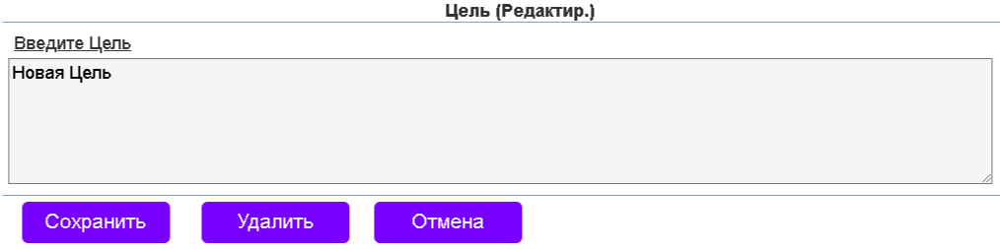 Цель (Редактир.)
Введите Цель
Новая Цель
Сохранить Удалить Отмена